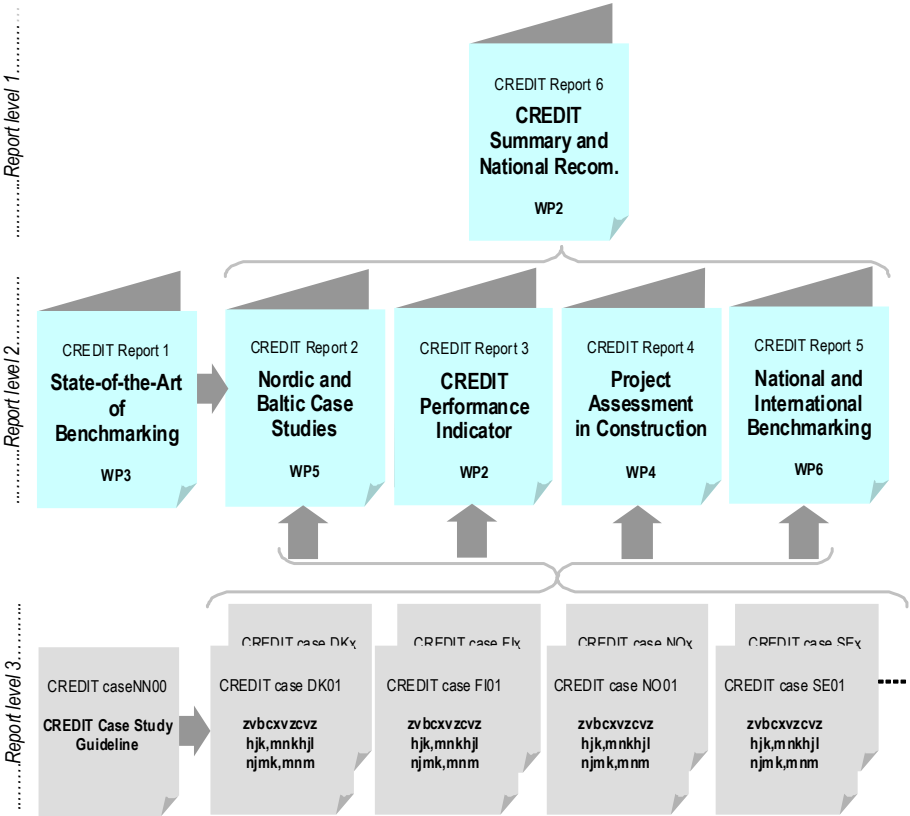 ...........Report level 1...........
CREDIT Report 6
CREDIT
Summary and
National Recom.
WP2
...........Report level 2...........
CREDIT Report 1
State-of-the-Art
of
Benchmarking
WP3
CREDIT Report 2
Nordic and
Baltic Case
Studies
WP5
CREDIT Report 3
CREDIT
Performance
Indicator
WP2
CREDIT Report 4
Project
Assessment
in Construction
WP4
CREDIT Report 5
National and
International
Benchmarking
WP6
...........Report level 3...........
CREDIT caseNN00
CREDIT Case Study
Guideline
CREDIT case DKx
CREDIT case DK01
zvbcxvzcvz
hjk,mnkhjl
njmk,mnm
CREDIT case FIx
CREDIT case FI01
zvbcxvzcvz
hjk,mnkhjl
njmk,mnm
CREDIT case NOx
CREDIT case NO01
zvbcxvzcvz
hjk,mnkhjl
njmk,mnm
CREDIT case SEx
CREDIT case SE01
zvbcxvzcvz
hjk,mnkhjl
njmk,mnm